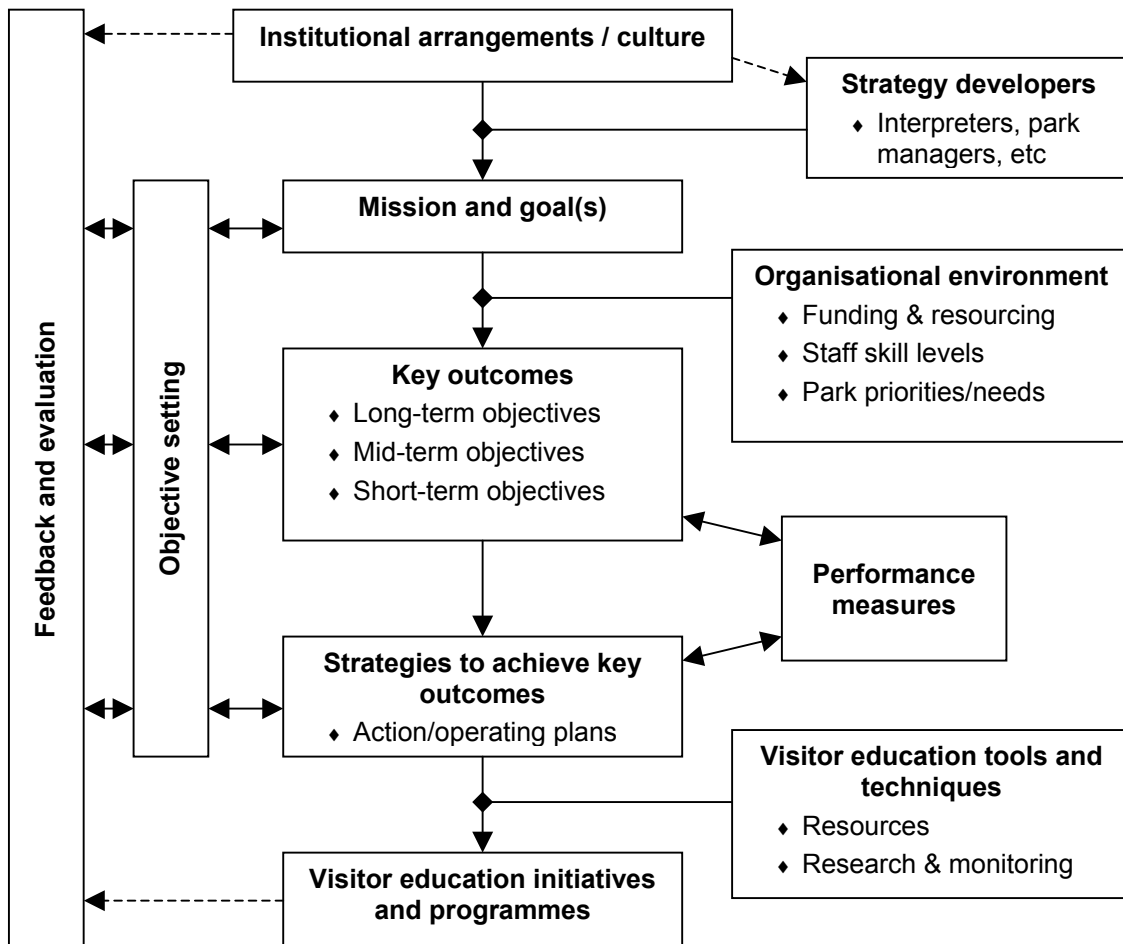 Institutional arrangements / culture
Strategy developers
♦ Interpreters, park
managers, etc
Mission and goal(s)
Organisational environment
♦ Funding & resourcing
♦ Staff skill levels
♦ Park priorities/needs
Feedback and evaluation
Objective setting
Key outcomes
♦ Long-term objectives
♦ Mid-term objectives
♦ Short-term objectives
Performance
measures
Strategies to achieve key
outcomes
♦ Action/operating plans
Visitor education tools and
techniques
♦ Resources
♦ Research & monitoring
Visitor education initiatives
and programmes